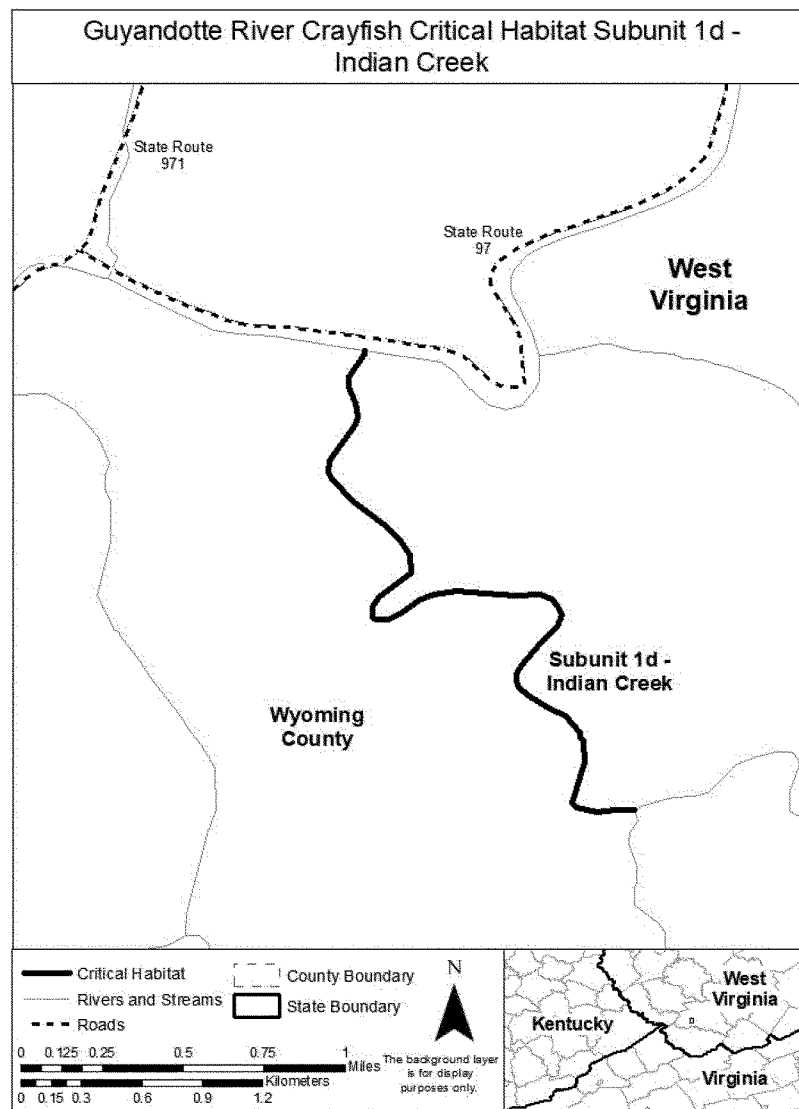 Guyandotte River Crayfish Critical Habitat Subunit 1d -
Indian Creek
State Route
971
State Route
97
West
Virginia
Subunit 1d -
Indian Creek
Wyoming
County
Critical Habitat
Rivers and Streams
Roads
County Boundary
State Boundary
N
0 0.125 0.25 0.5 0.75 1
Miles
Kilometers
0 0.15 0.3 0.6 0.9 1.2
The background layer
is for display
purposes only.
West
Virginia
Kentucky
Virginia